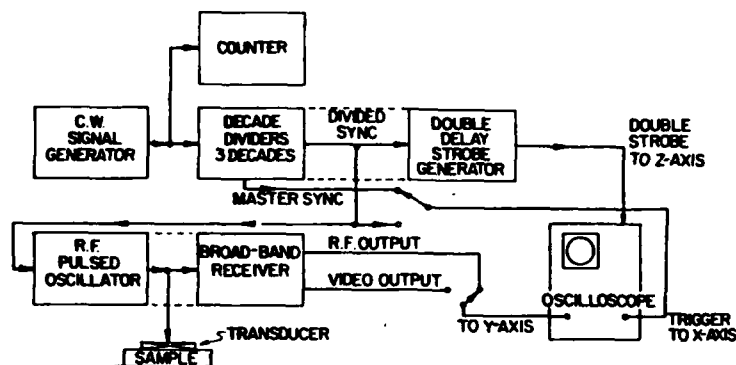 COUNTER
C.W.
SIGNAL
GENERATOR
DECADE
DIVIDERS
3 DECADES
DIVIDED
SYNC
DOUBLE
DELAY
STROBE
GENERATOR
DOUBLE
STROBE
TO Z-AXIS
MASTER SYNC
R.F.
PULSED
OSCILLATOR
BROAD-BAND
RECEIVER
R.F. OUTPUT
VIDEO OUTPUT
TO Y-AXIS
OSCILLOSCOPE
TRIGGER
TO X-AXIS
TRANSDUCER
SAMPLE